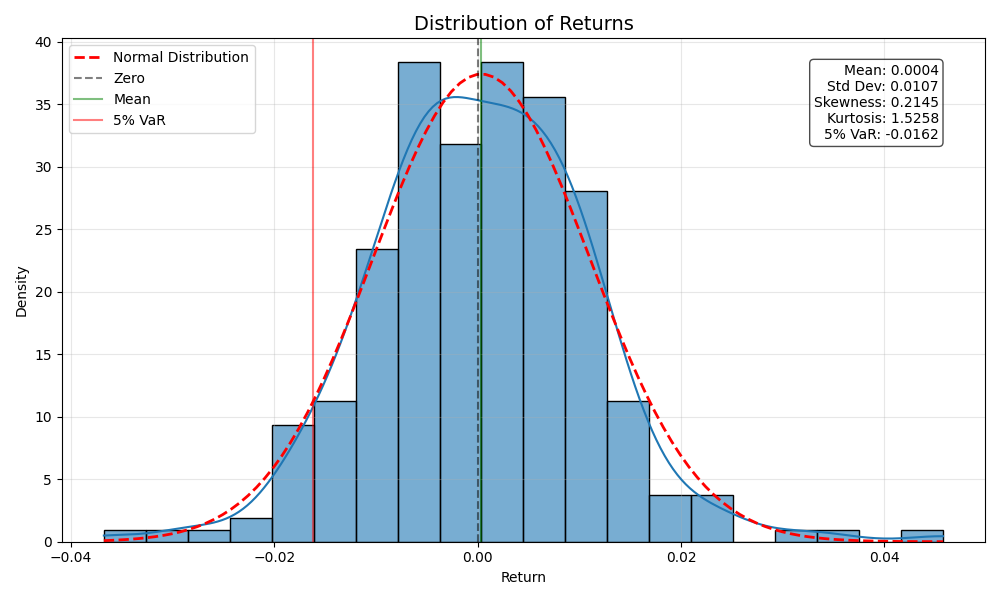 Distribution of Returns
Normal Distribution
Zero
Mean
5% VaR
Mean: 0.0004
Std Dev: 0.0107
Skewness: 0.2145
Kurtosis: 1.5258
5% VaR: -0.0162
40
35
30
25
20
15
10
5
0
Density
−0.04
−0.02
0.00
0.02
0.04
Return